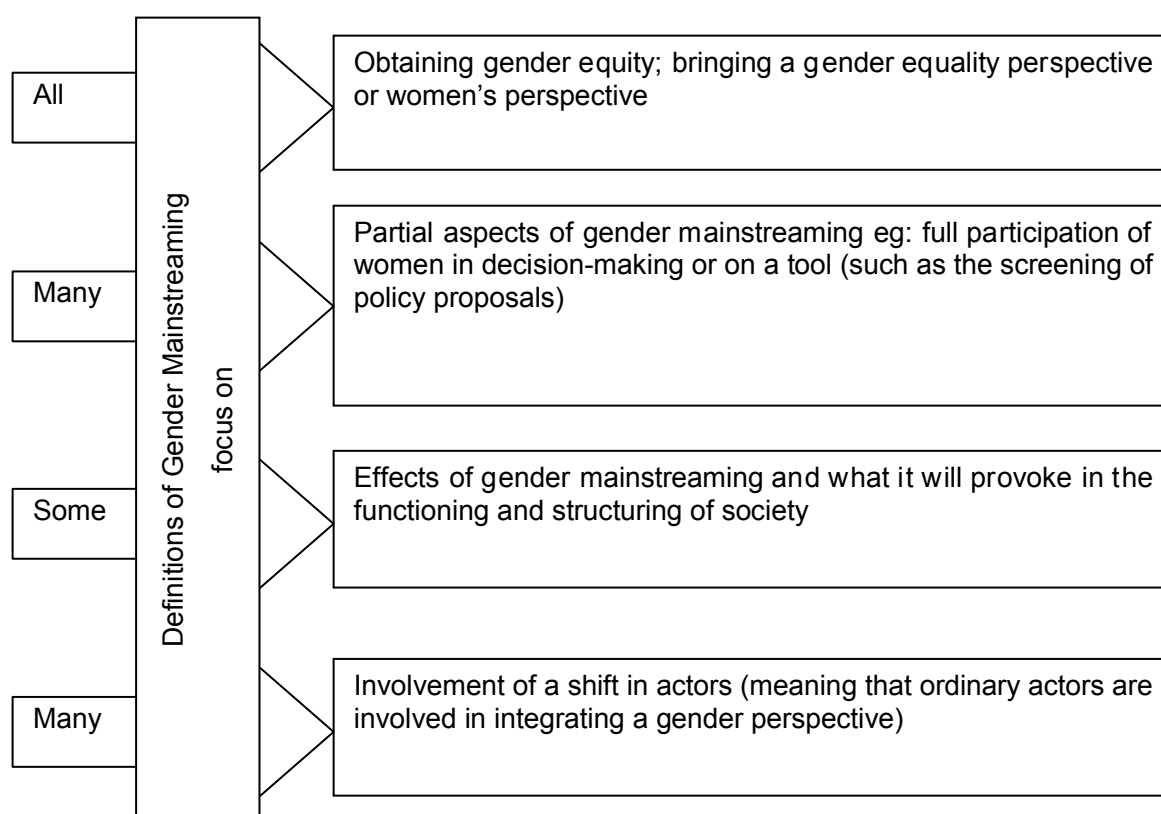 All
Many
Some
Many
Definitions of Gender Mainstreaming
focus on
Obtaining gender equity; bringing a gender equality perspective
or women’s perspective
Partial aspects of gender mainstreaming eg: full participation of
women in decision-making or on a tool (such as the screening of
policy proposals)
Effects of gender mainstreaming and what it will provoke in the
functioning and structuring of society
Involvement of a shift in actors (meaning that ordinary actors are
involved in integrating a gender perspective)